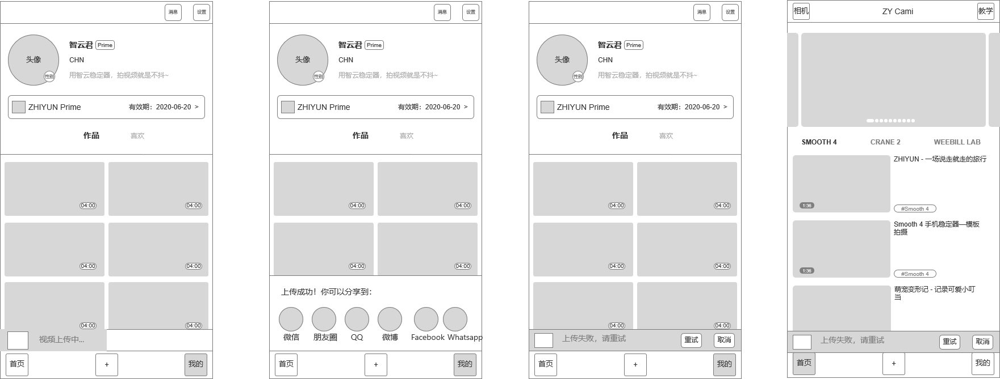 消息 设置
智云君 Prime
头像
CHN
性别
用智云稳定器，拍视频就是不抖~
ZHIYUN Prime 有效期：2020-06-20 >
作品 喜欢
04:00 04:00
04:00 04:00
04:00 04:00
视频上传中...
首页 + 我的
消息 设置
智云君 Prime
头像
CHN
性别
用智云稳定器，拍视频就是不抖~
ZHIYUN Prime 有效期：2020-06-20 >
作品 喜欢
04:00 04:00
04:00 04:00
上传成功！你可以分享到：
微信 朋友圈 QQ 微博 Facebook Whatsapp
首页 + 我的
消息 设置
智云君 Prime
头像
CHN
性别
用智云稳定器，拍视频就是不抖~
ZHIYUN Prime 有效期：2020-06-20 >
作品 喜欢
04:00 04:00
04:00 04:00
04:00 04:00
上传失败，请重试 重试 取消
首页 + 我的
相机 ZY Cami 教学
SMOOTH 4 CRANE 2 WEEBILL LAB
ZHIYUN - 一场说走就走的旅行
1:36
#Smooth 4
Smooth 4 手机稳定器—模板
拍摄
1:36
#Smooth 4
萌宠变形记 - 记录可爱小叮
当
上传失败，请重试 重试 取消
首页 + 我的